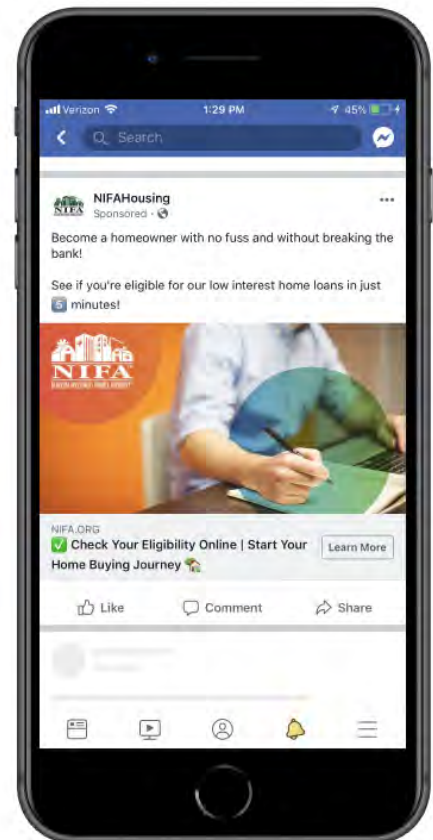 Verizon 1:29 PM 45%
Search
NIFAHousing
NIFA Sponsored ·
Become a homeowner with no fuss and without breaking the
bank!
See if you're eligible for our low interest home loans in just
5 minutes!
NIFA
NIFA.ORG
✅ Check Your Eligibility Online | Start Your
Home Buying Journey 🏡
Learn More
Like Comment Share